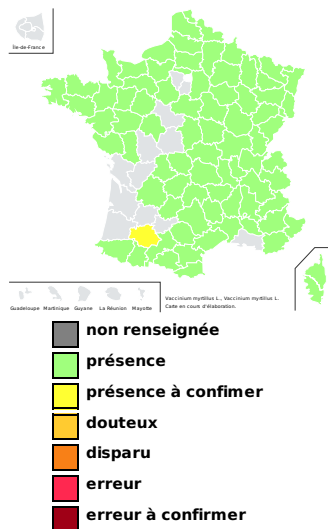 Île-de-France
Guadeloupe Martinique Guyane La Réunion Mayotte
Vaccinium myrtillus L., Vaccinium myrtillus L.
Carte en cours d'élaboration.
non renseignée
présence
présence à confimer
douteux
disparu
erreur
erreur à confirmer